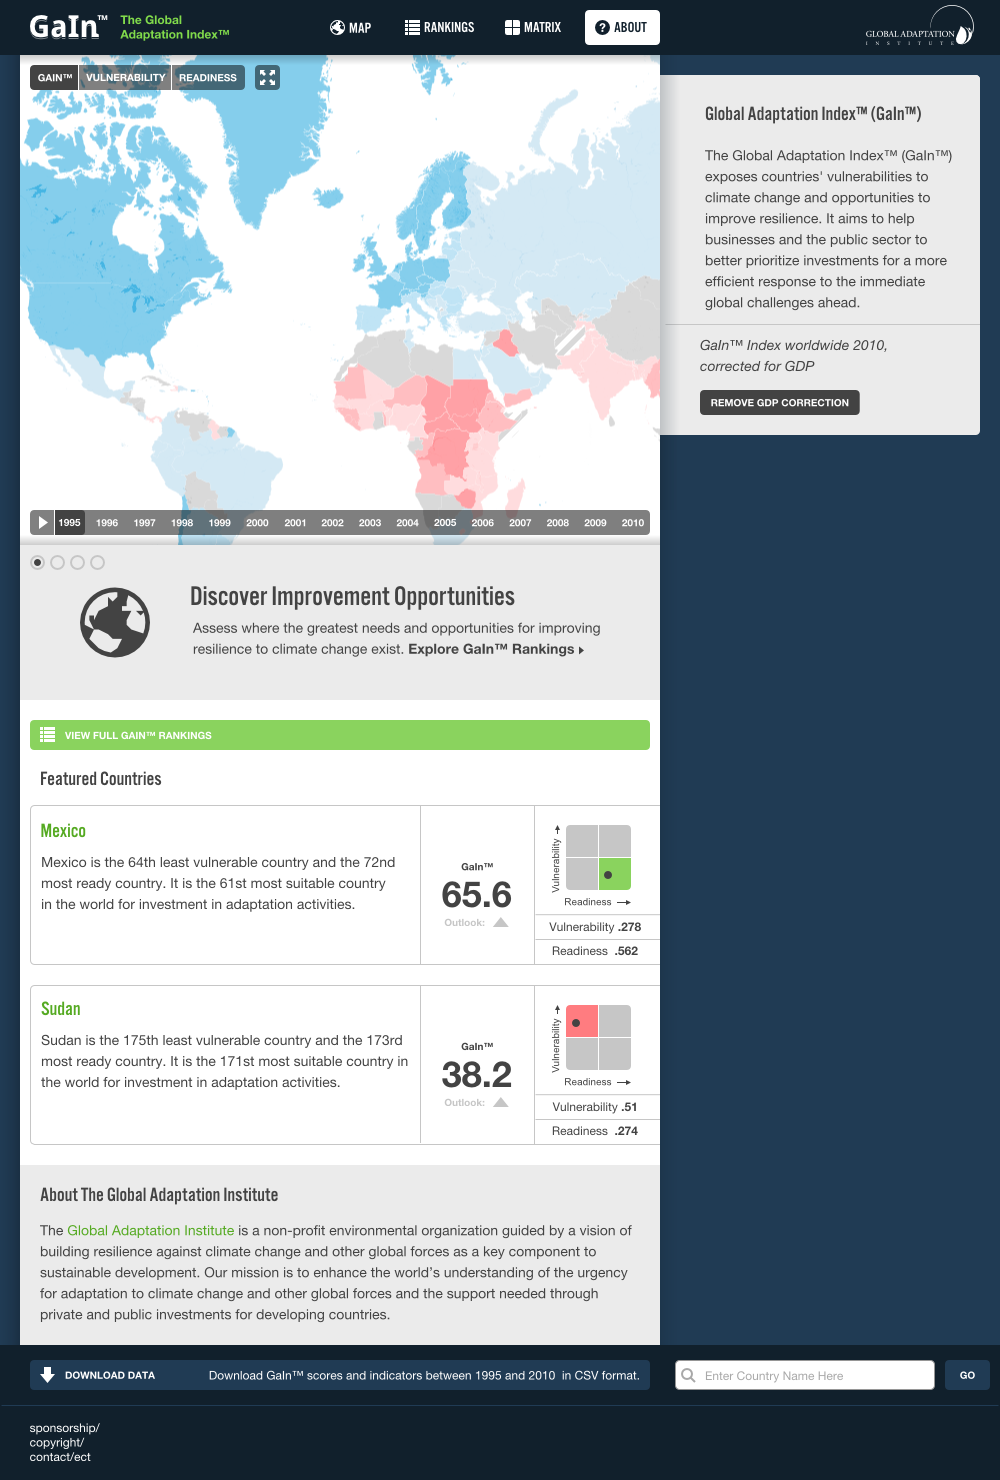 GaIn™
The Global
Adaptation Index™
MAP
RANKINGS
MATRIX
? ABOUT
GLOBAL ADAPTATION
INSTITUTE
GAIN™
VULNERABILITY
READINESS
Global Adaptation Index™ (GaIn™)
The Global Adaptation Index™ (GaIn™)
exposes countries' vulnerabilities to
climate change and opportunities to
improve resilience. It aims to help
businesses and the public sector to
better prioritize investments for a more
efficient response to the immediate
global challenges ahead.
GaIn™ Index worldwide 2010,
corrected for GDP
REMOVE GDP CORRECTION
1995 1996 1997 1998 1999 2000 2001 2002 2003 2004 2005 2006 2007 2008 2009 2010
Discover Improvement Opportunities
Assess where the greatest needs and opportunities for improving
resilience to climate change exist. Explore GaIn™ Rankings
VIEW FULL GAIN™ RANKINGS
Featured Countries
Mexico
Mexico is the 64th least vulnerable country and the 72nd
most ready country. It is the 61st most suitable country
in the world for investment in adaptation activities.
GaIn™
65.6
Outlook:
Vulnerability
Readiness
Vulnerability .278
Readiness .562
Sudan
Sudan is the 175th least vulnerable country and the 173rd
most ready country. It is the 171st most suitable country in
the world for investment in adaptation activities.
GaIn™
38.2
Outlook:
Vulnerability
Readiness
Vulnerability .51
Readiness .274
About The Global Adaptation Institute
The Global Adaptation Institute is a non-profit environmental organization guided by a vision of
building resilience against climate change and other global forces as a key component to
sustainable development. Our mission is to enhance the world's understanding of the urgency
for adaptation to climate change and other global forces and the support needed through
private and public investments for developing countries.
DOWNLOAD DATA
Download GaIn™ scores and indicators between 1995 and 2010 in CSV format.
Enter Country Name Here
GO
sponsorship/
copyright/
contact/ect